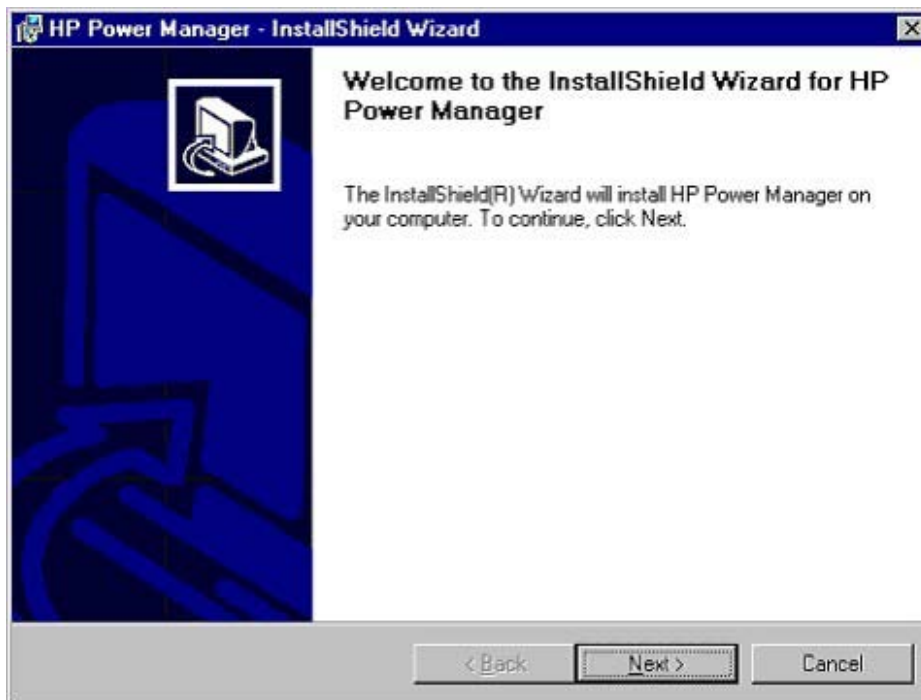 HP Power Manager - InstallShield Wizard
Welcome to the InstallShield Wizard for HP
Power Manager
The InstallShield(R) Wizard will install HP Power Manager on
your computer. To continue, click Next.
< Back
Next >
Cancel